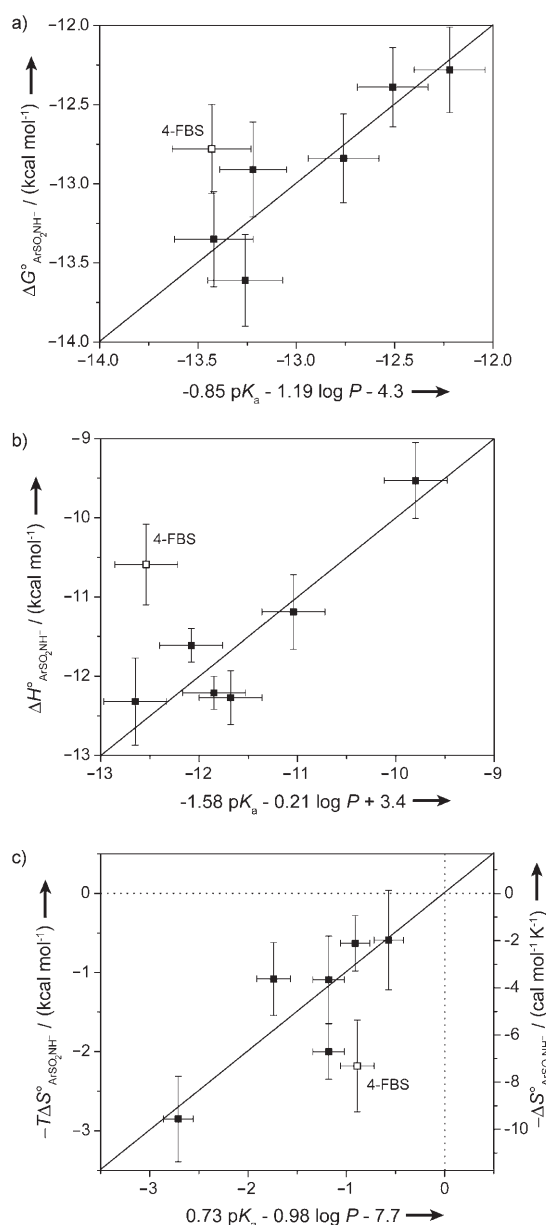 a)
−12.0
−12.5
−13.0
−13.5
−14.0
4-FBS
ΔG°ArSO2NH− / (kcal mol-1)
−14.0 −13.5 −13.0 −12.5 −12.0
-0.85 pKa - 1.19 log P - 4.3
b)
−9
−10
−11
−12
−13
4-FBS
ΔH°ArSO2NH− / (kcal mol-1)
−13 −12 −11 −10 −9
-1.58 pKa - 0.21 log P + 3.4
c)
0
−1
−2
−3
4-FBS
−TΔS°ArSO2NH− / (kcal mol-1)
0
-2
-4
-6
-8
-10
−ΔS°ArSO2NH− / (cal mol-1 K-1)
−3 −2 −1 0
0.73 pKa - 0.98 log P - 7.7